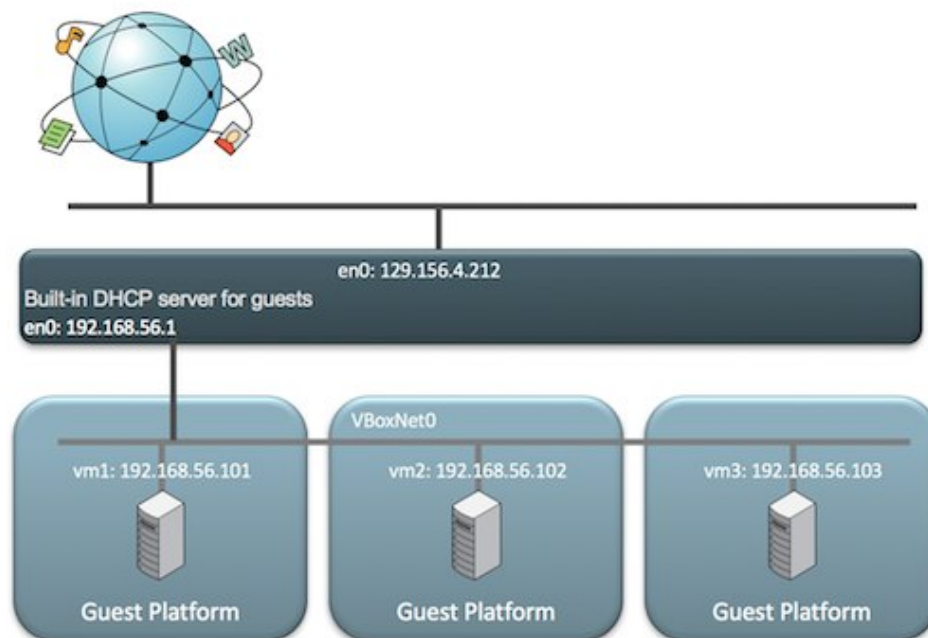 W
en0: 129.156.4.212
Built-in DHCP server for guests
en0: 192.168.56.1
VBoxNet0
vm1: 192.168.56.101
vm2: 192.168.56.102
vm3: 192.168.56.103
Guest Platform
Guest Platform
Guest Platform